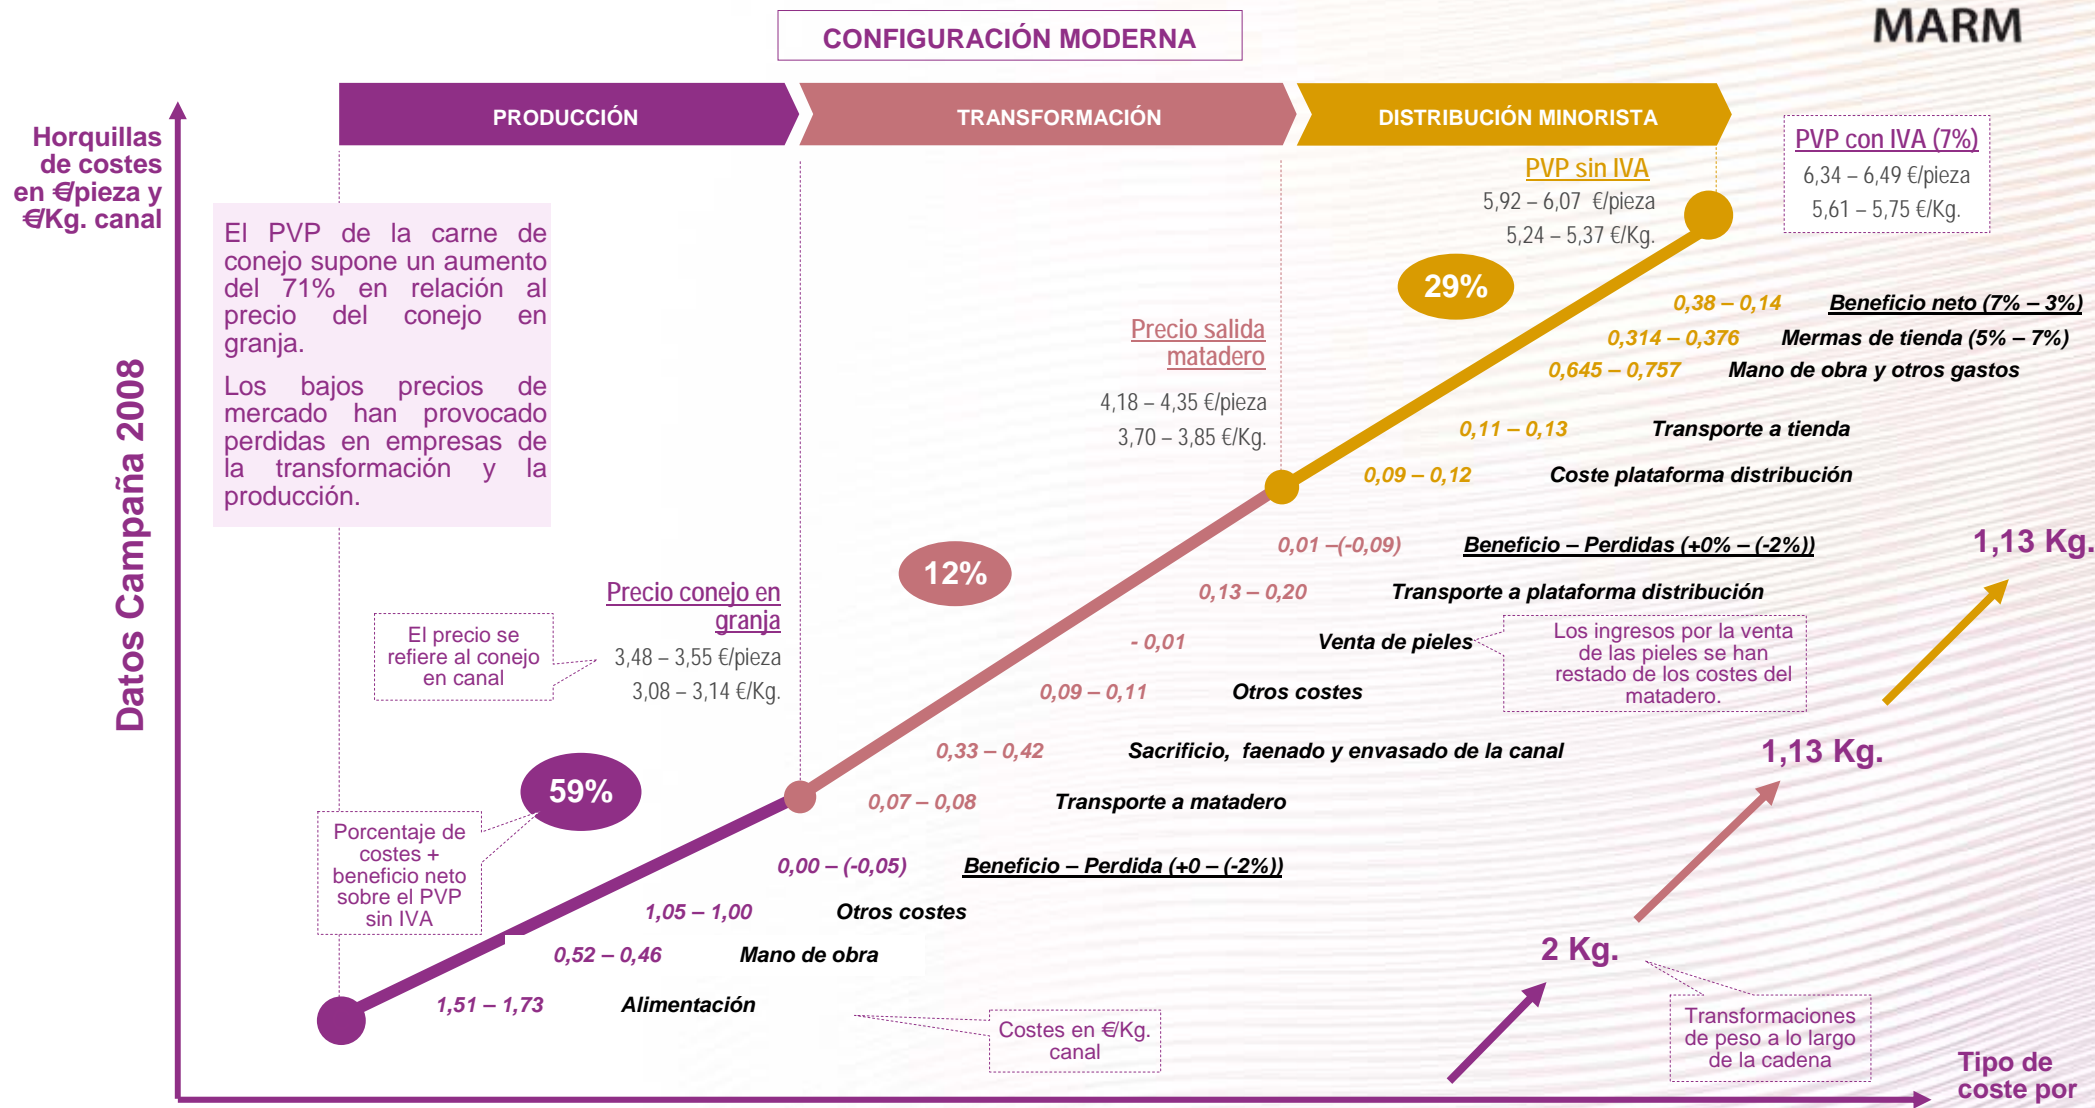 CONFIGURACIÓN MODERNA
MARM
PRODUCCIÓN
TRANSFORMACIÓN
DISTRIBUCIÓN MINORISTA
Horquillas
de costes
en €/pieza y
€/Kg. canal
Datos Campaña 2008
El PVP de la carne de
conejo supone un aumento
del 71% en relación al
precio del conejo en
granja.
Los bajos precios de
mercado han provocado
perdidas en empresas de
la transformación y la
producción.
PVP con IVA (7%)
6,34 – 6,49 €/pieza
5,61 – 5,75 €/Kg.
PVP sin IVA
5,92 – 6,07 €/pieza
5,24 – 5,37 €/Kg.
29%
0,38 – 0,14 Beneficio neto (7% – 3%)
0,314 – 0,376 Mermas de tienda (5% – 7%)
0,645 – 0,757 Mano de obra y otros gastos
0,11 – 0,13 Transporte a tienda
0,09 – 0,12 Coste plataforma distribución
Precio salida
matadero
4,18 – 4,35 €/pieza
3,70 – 3,85 €/Kg.
12%
0,01 –(-0,09) Beneficio – Perdidas (+0% – (-2%))
0,13 – 0,20 Transporte a plataforma distribución
- 0,01 Venta de pieles
Los ingresos por la venta
de las pieles se han
restado de los costes del
matadero.
0,09 – 0,11 Otros costes
0,33 – 0,42 Sacrificio, faenado y envasado de la canal
0,07 – 0,08 Transporte a matadero
Precio conejo en
granja
3,48 – 3,55 €/pieza
3,08 – 3,14 €/Kg.
El precio se
refiere al conejo
en canal
59%
Porcentaje de
costes +
beneficio neto
sobre el PVP
sin IVA
0,00 – (-0,05) Beneficio – Perdida (+0 – (-2%))
1,05 – 1,00 Otros costes
0,52 – 0,46 Mano de obra
1,51 – 1,73 Alimentación
Costes en €/Kg.
canal
1,13 Kg.
1,13 Kg.
2 Kg.
Transformaciones
de peso a lo largo
de la cadena
Tipo de
coste por